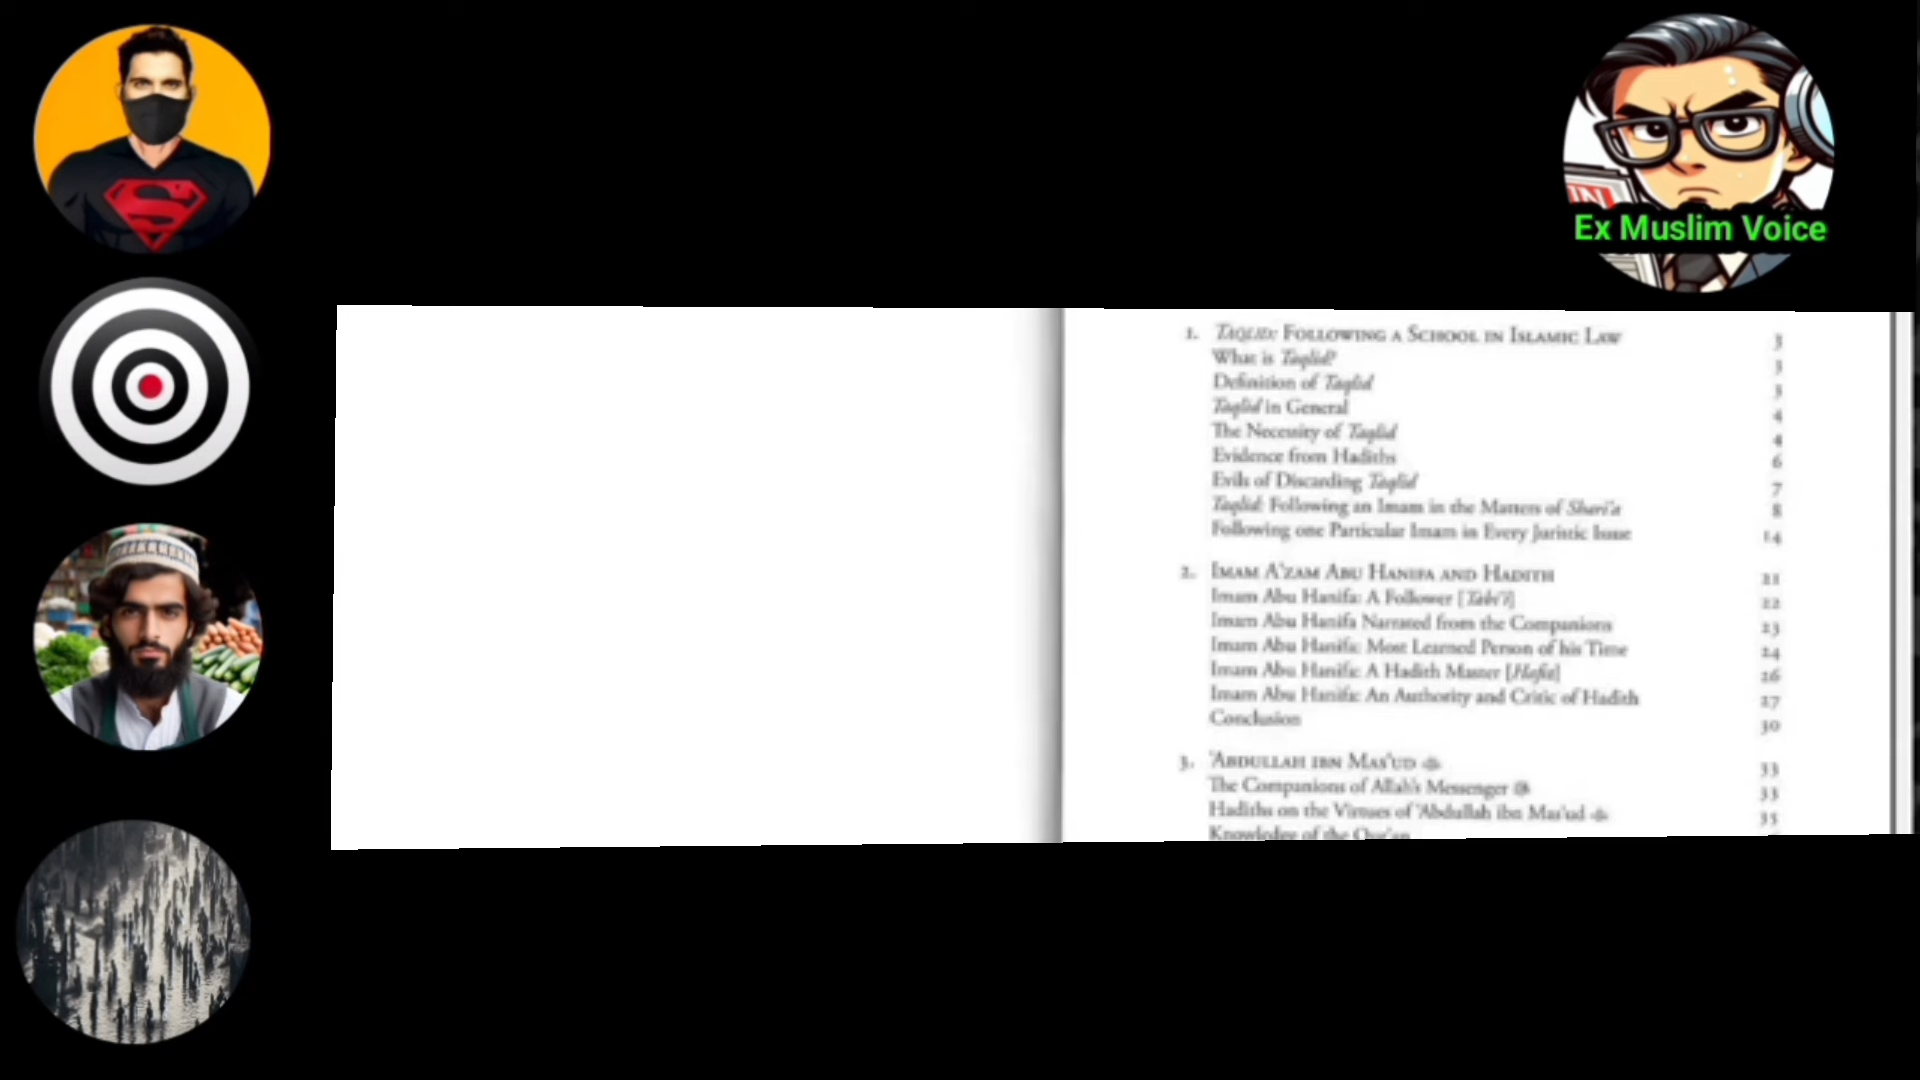 IN
Ex Muslim Voice
1. TAQLID: FOLLOWING A SCHOOL IN ISLAMIC LAW 3
What is Taqlid? 3
Definition of Taqlid 3
Taqlid in General 4
The Necessity of Taqlid 4
Evidence from Hadiths 6
Evils of Discarding Taqlid 7
Taqlid: Following an Imam in the Matters of Shari'a 8
Following one Particular Imam in Every Juristic Issue 14
2. IMAM A'ZAM ABU HANIFA AND HADITH 21
Imam Abu Hanifa: A Follower [Tabi'i] 22
Imam Abu Hanifa Narrated from the Companions 23
Imam Abu Hanifa: Most Learned Person of his Time 24
Imam Abu Hanifa: A Hadith Master [Hafiz] 26
Imam Abu Hanifa: An Authority and Critic of Hadith 27
Conclusion 30
3. 'ABDULLAH IBN MAS'UD 33
The Companions of Allah's Messenger 33
Hadiths on the Virtues of 'Abdullah ibn Mas'ud 35
Knowledge of the Qur'an